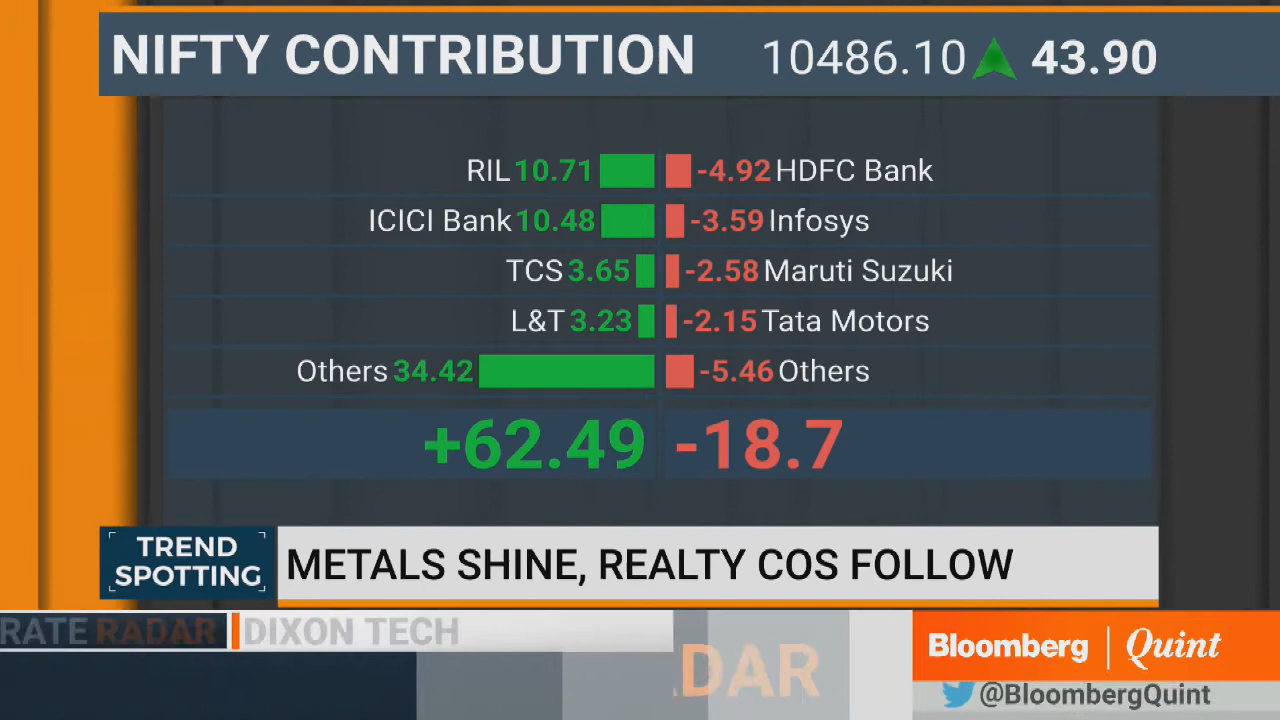 NIFTY CONTRIBUTION 10486.10 43.90
RIL 10.71 -4.92 HDFC Bank
ICICI Bank 10.48 -3.59 Infosys
TCS 3.65 -2.58 Maruti Suzuki
L&T 3.23 -2.15 Tata Motors
Others 34.42 -5.46 Others
+62.49 -18.7
TREND SPOTTING
METALS SHINE, REALTY COS FOLLOW
RATE RADAR DIXON TECH
DAR
Bloomberg | Quint
@BloombergQuint